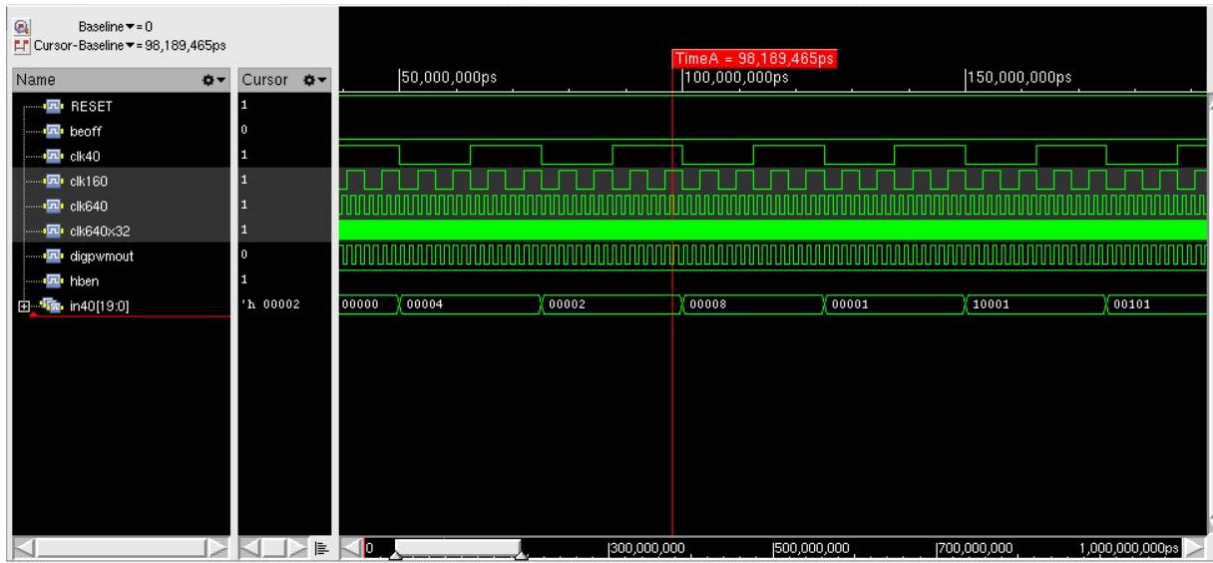 Baseline▼=0
Cursor-Baseline▼=98,189,465ps
TimeA = 98,189,465ps
Name
Cursor
50,000,000ps
100,000,000ps
150,000,000ps
RESET
1
beoff
0
clk40
1
clk160
1
clk640
1
clk640x32
1
digpwmout
0
hben
1
in40[19:0]
'h 00002
00000
00004
00002
00008
00001
10001
00101
0
300,000,000
500,000,000
700,000,000
1,000,000,000ps